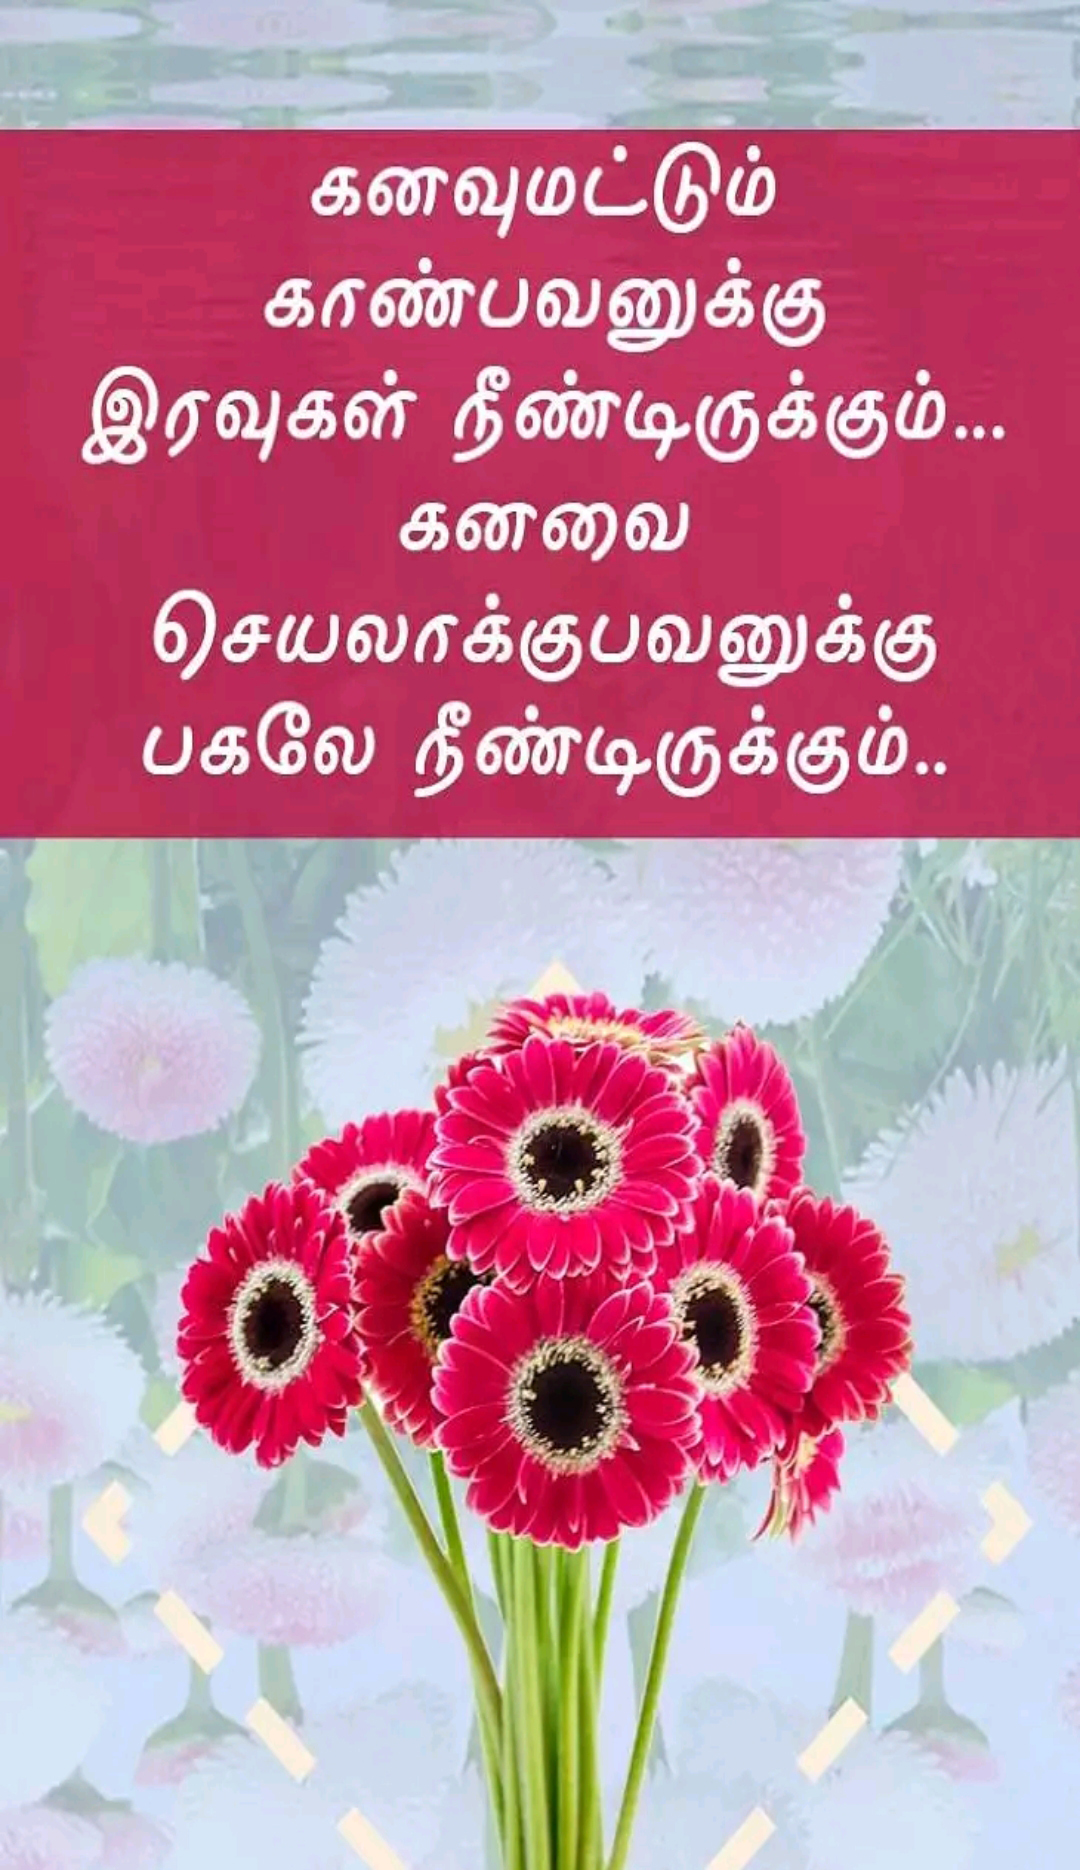 கனவுமட்டும்
காண்பவனுக்கு
இரவுகள் நீண்டிருக்கும்...
கனவை
செயலாக்குபவனுக்கு
பகலே நீண்டிருக்கும்..